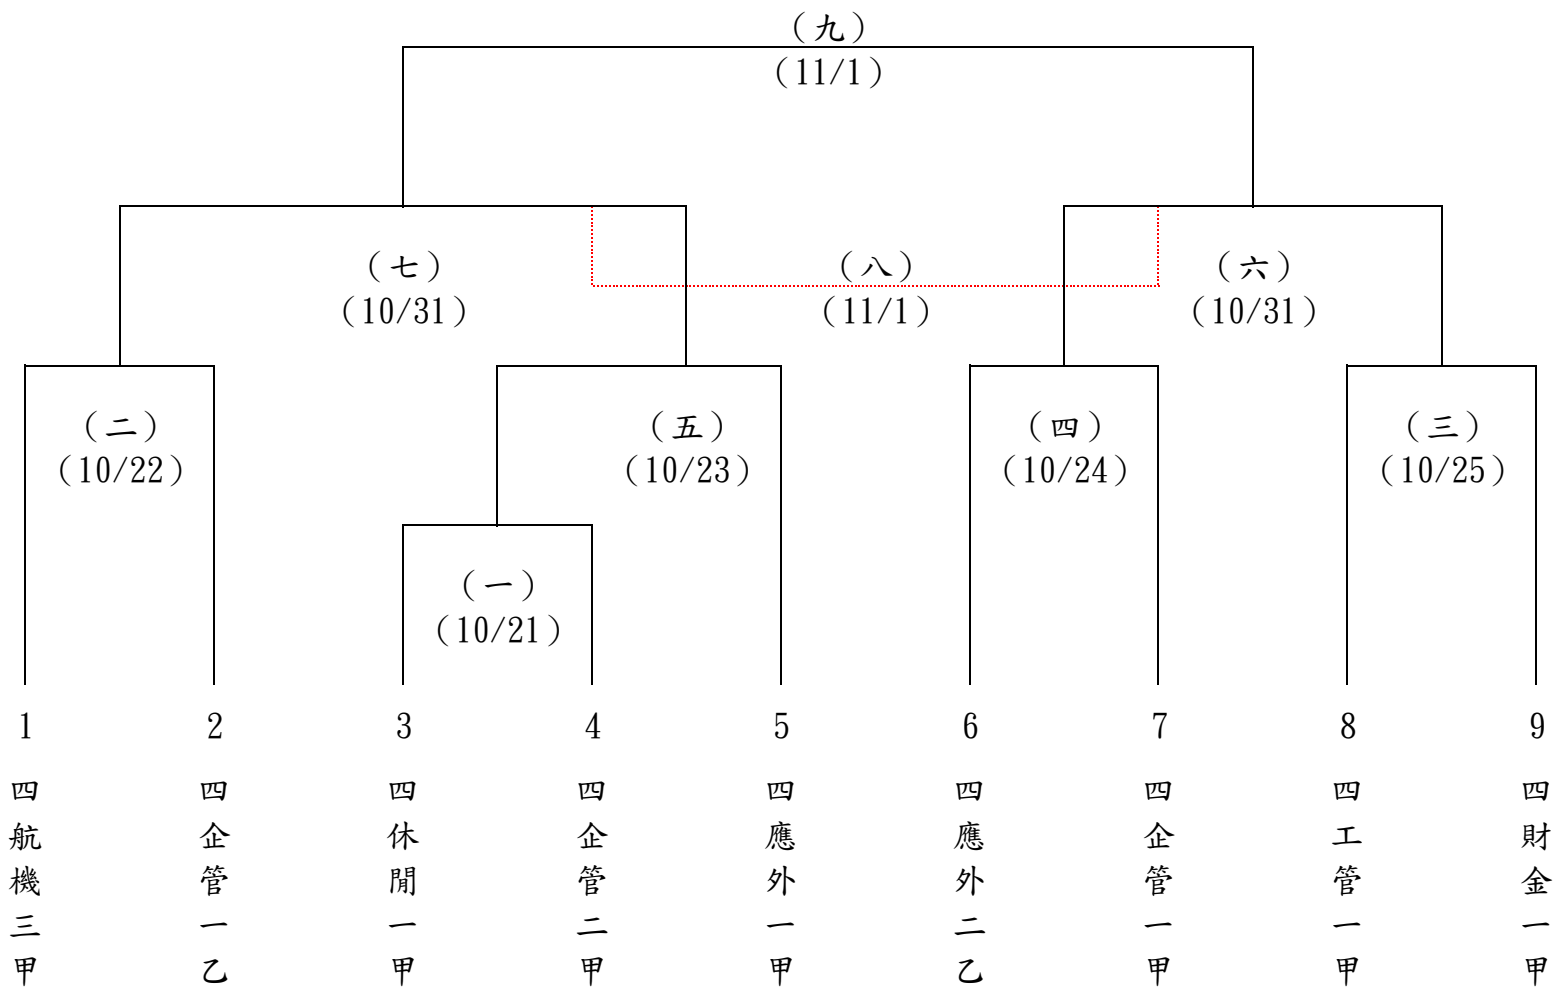 （九）
（11/1）
（七）
（10/31）
（八）
（11/1）
（六）
（10/31）
（二）
（10/22）
（五）
（10/23）
（四）
（10/24）
（三）
（10/25）
（一）
（10/21）
1
四航機三甲
2
四企管一乙
3
四休閒一甲
4
四企管二甲
5
四應外一甲
6
四應外二乙
7
四企管一甲
8
四工管一甲
9
四財金一甲